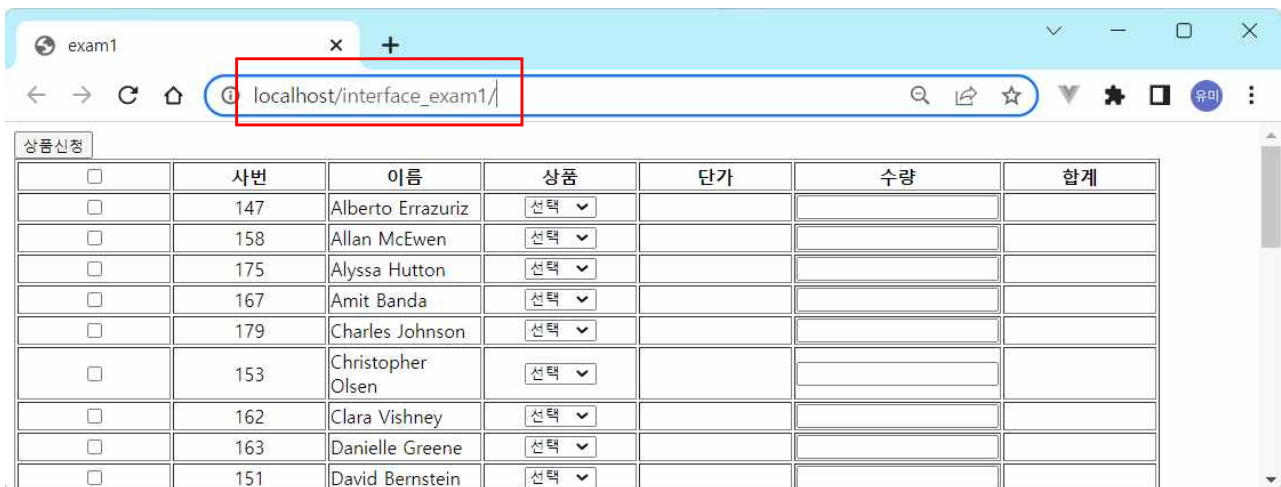 exam1
localhost/interface_exam1/
유미
상품신청
사번 이름 상품 단가 수량 합계
147 Alberto Errazuriz 선택
158 Allan McEwen 선택
175 Alyssa Hutton 선택
167 Amit Banda 선택
179 Charles Johnson 선택
153 Christopher
Olsen 선택
162 Clara Vishney 선택
163 Danielle Greene 선택
151 David Bernstein 선택